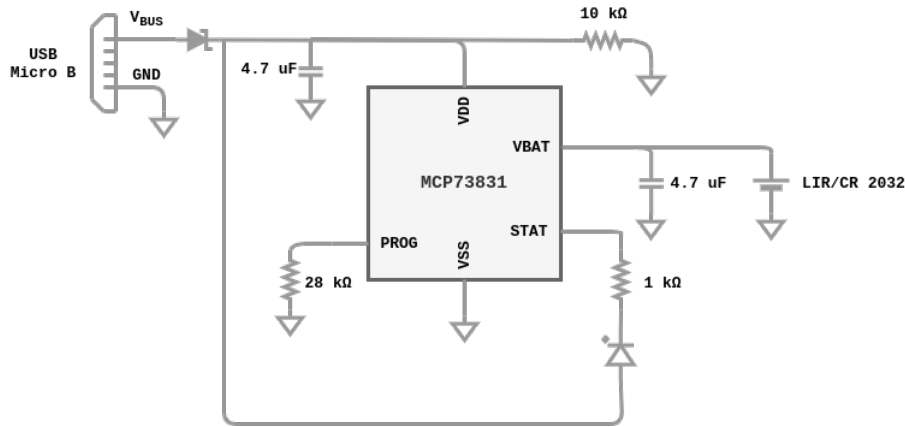 V_BUS
10 kΩ
USB
Micro B
4.7 uF
GND
VDD
VBAT
MCP73831
4.7 uF
LIR/CR 2032
STAT
PROG
VSS
28 kΩ
1 kΩ